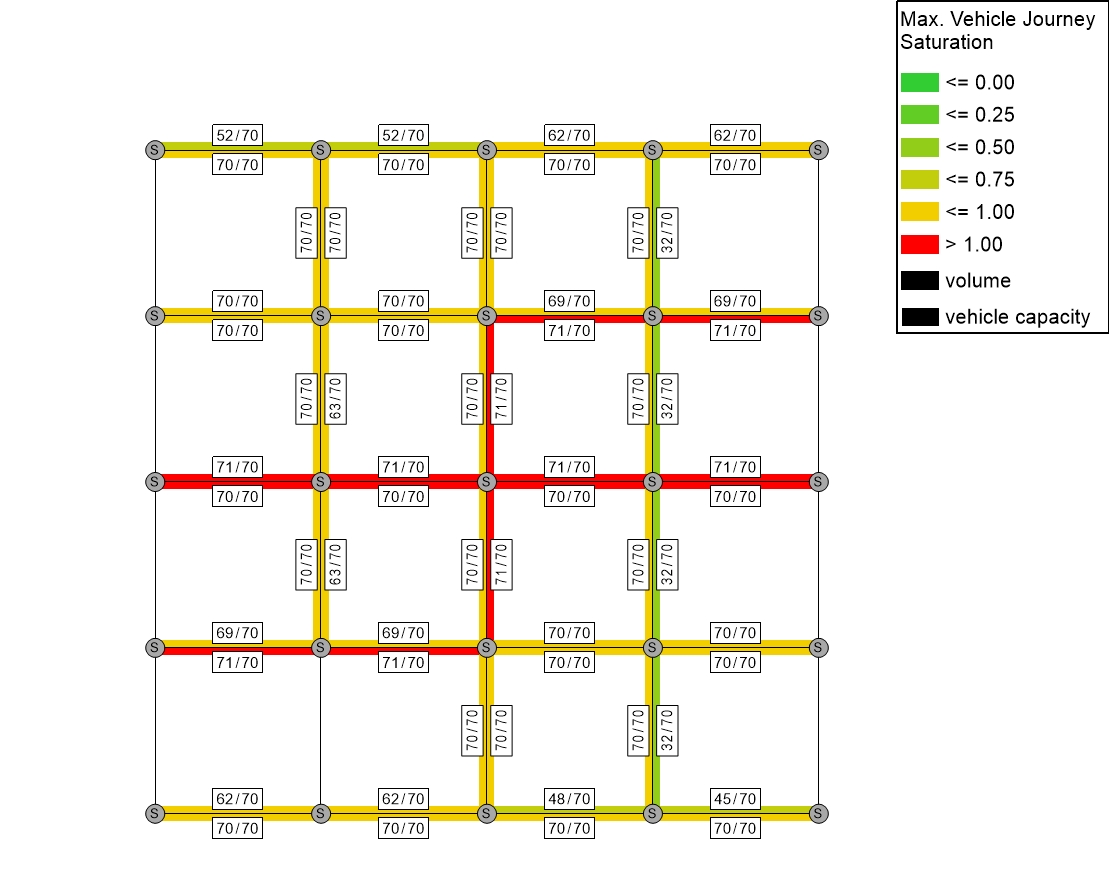 Max. Vehicle Journey
Saturation
<= 0.00
<= 0.25
<= 0.50
<= 0.75
<= 1.00
> 1.00
volume
vehicle capacity
52/70 52/70 62/70 62/70
S S S S S
70/70 70/70 70/70 70/70
70/70 70/70 70/70 70/70 70/70 32/70
70/70 70/70 69/70 69/70
S S S S S
70/70 70/70 71/70 71/70
70/70 63/70 70/70 71/70 70/70 32/70
71/70 71/70 71/70 71/70
S S S S S
70/70 70/70 70/70 70/70
70/70 63/70 70/70 71/70 70/70 32/70
69/70 69/70 70/70 70/70
S S S S S
71/70 71/70 70/70 70/70
70/70 70/70 70/70 32/70
62/70 62/70 48/70 45/70
S S S S S
70/70 70/70 70/70 70/70